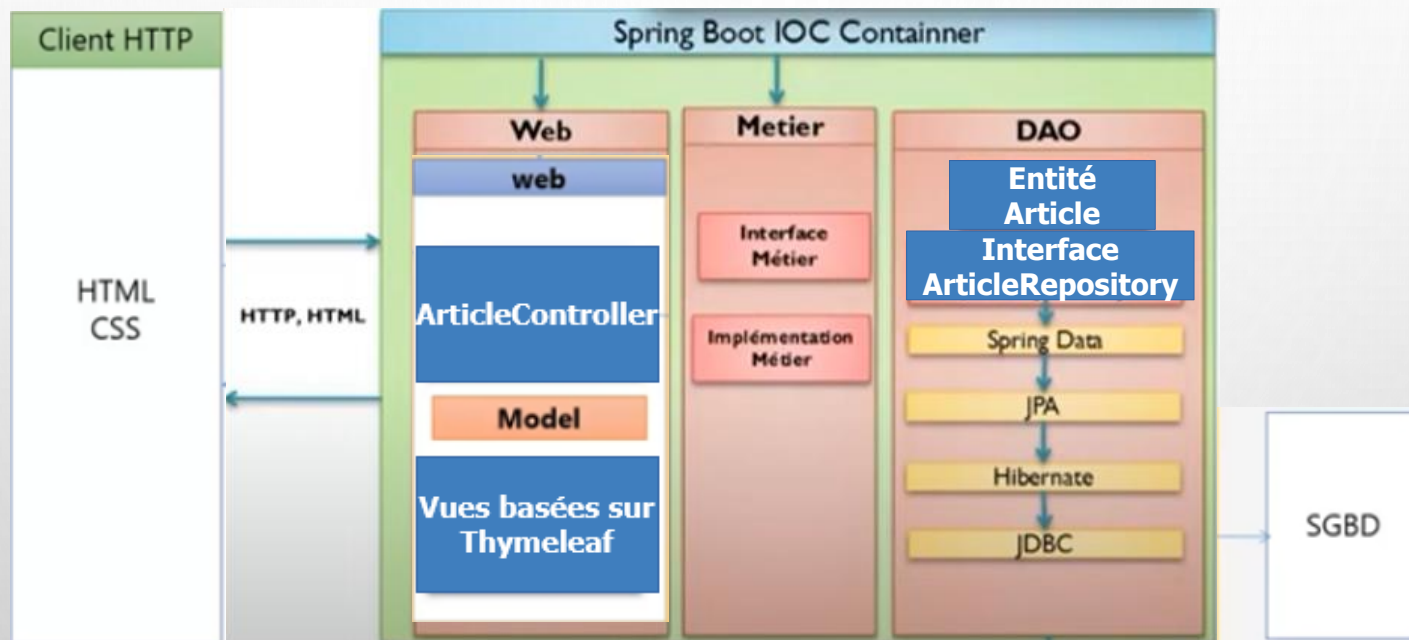 Client HTTP
HTML
CSS
HTTP, HTML
Spring Boot IOC Containner
Web
web
ArticleController
Model
Vues basées sur
Thymeleaf
Metier
Interface
Métier
Implémentation
Métier
DAO
Entité
Article
Interface
ArticleRepository
Spring Data
JPA
Hibernate
JDBC
SGBD